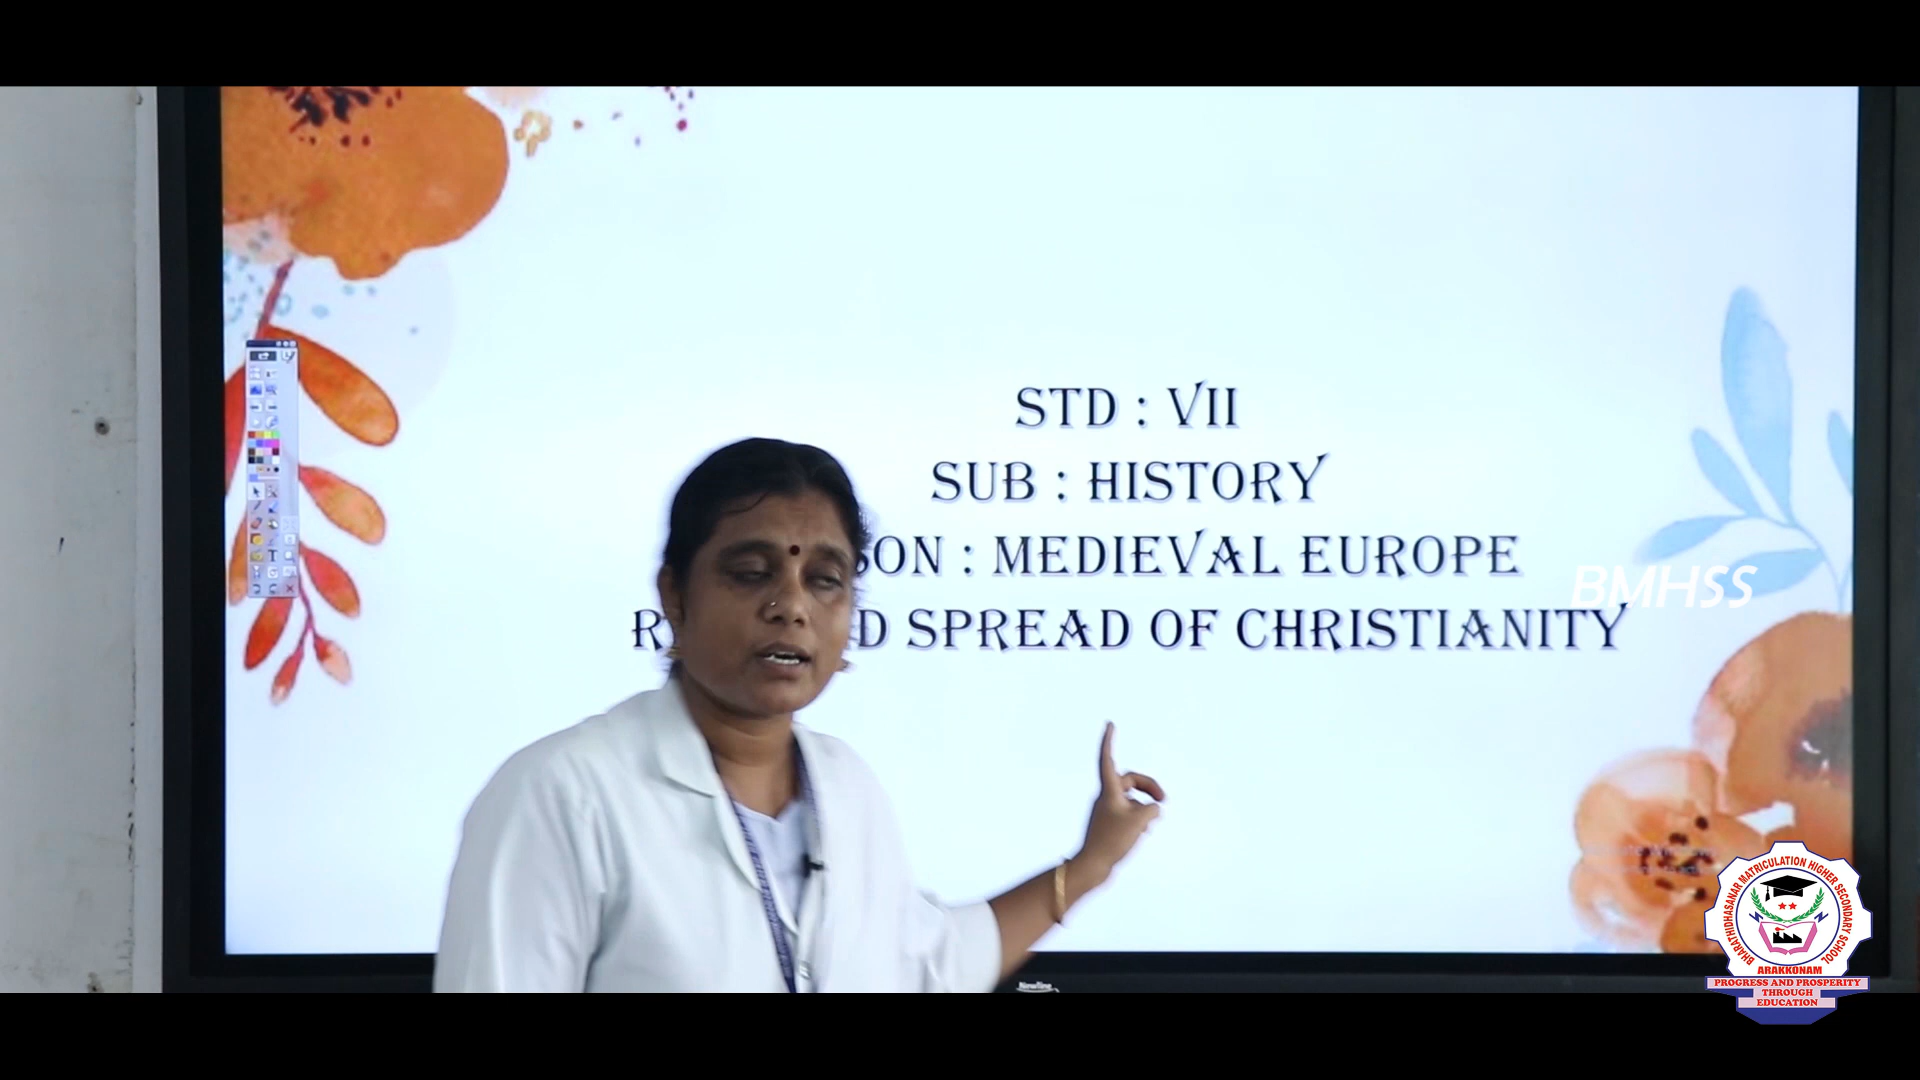 STD : VII
SUB : HISTORY
SON : MEDIEVAL EUROPE
R D SPREAD OF CHRISTIANITY
BMHSS
BHARATHIDHASANAR MATRICULATION HIGHER SECONDARY SCHOOL
ARAKKONAM
PROGRESS AND PROSPERITY
THROUGH
EDUCATION
Newline